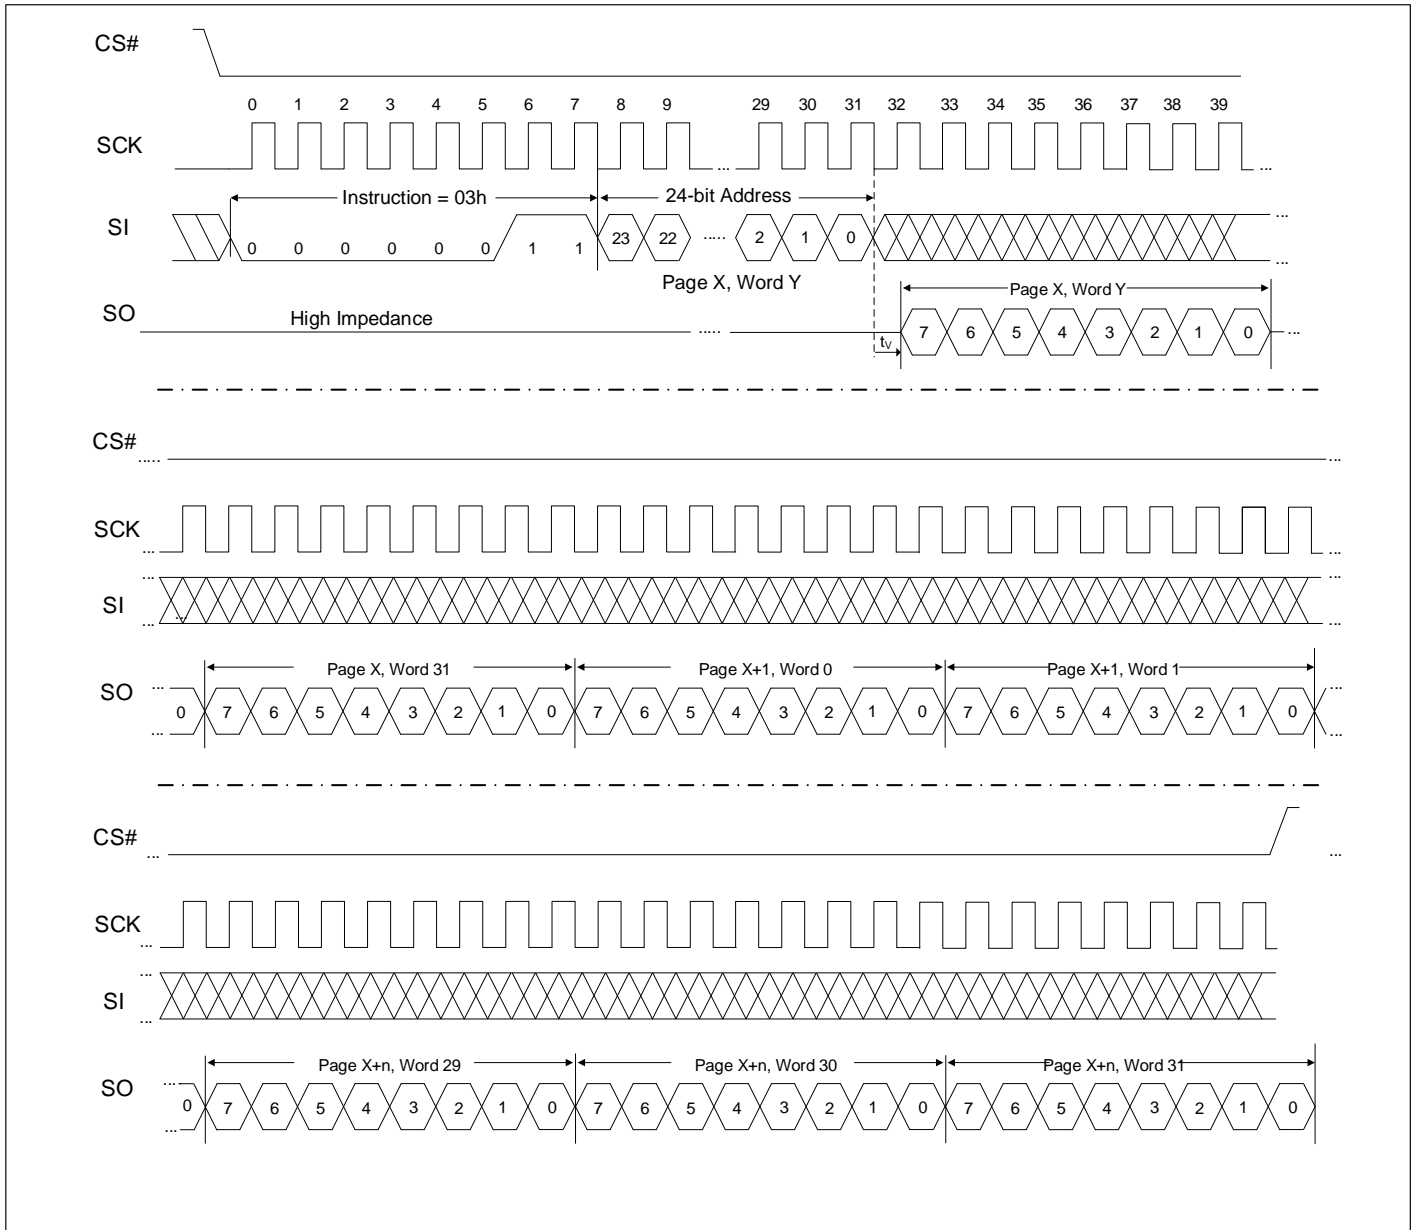 CS#
0 1 2 3 4 5 6 7 8 9 29 30 31 32 33 34 35 36 37 38 39
SCK
... ...
Instruction = 03h 24-bit Address
SI
0 0 0 0 0 0 1 1 23 22 ..... 2 1 0 ...
...
Page X, Word Y
Page X, Word Y
SO High Impedance ..... 7 6 5 4 3 2 1 0 ...
tV
CS#
..... ...
SCK
... ...
... ...
SI
... ... ...
Page X, Word 31 Page X+1, Word 0 Page X+1, Word 1
SO ... ...
0 7 6 5 4 3 2 1 0 7 6 5 4 3 2 1 0 7 6 5 4 3 2 1 0
... ...
CS#
... ...
SCK
...
...
SI
...
Page X+n, Word 29 Page X+n, Word 30 Page X+n, Word 31
SO ...
0 7 6 5 4 3 2 1 0 7 6 5 4 3 2 1 0 7 6 5 4 3 2 1 0
...